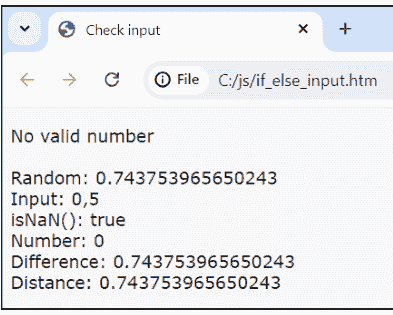 Check input
File C:/js/if_else_input.htm
No valid number
Random: 0.743753965650243
Input: 0,5
isNaN(): true
Number: 0
Difference: 0.743753965650243
Distance: 0.743753965650243